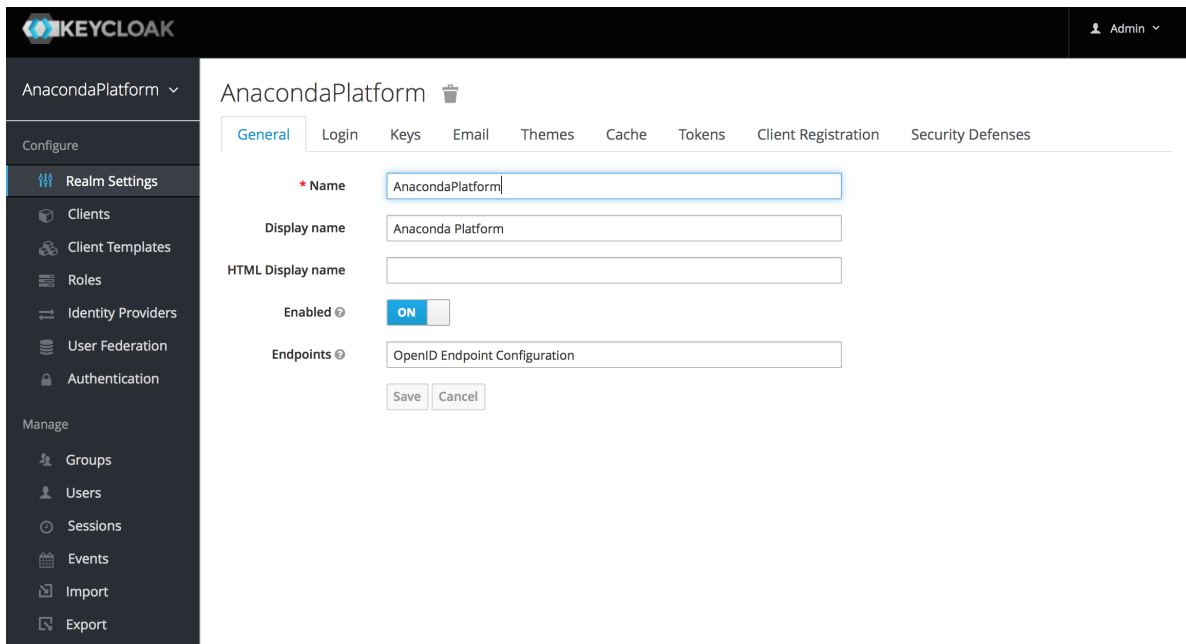 KEYCLOAK
Admin
AnacondaPlatform
Configure
Realm Settings
Clients
Client Templates
Roles
Identity Providers
User Federation
Authentication
Manage
Groups
Users
Sessions
Events
Import
Export
AnacondaPlatform
General Login Keys Email Themes Cache Tokens Client Registration Security Defenses
* Name AnacondaPlatform
Display name Anaconda Platform
HTML Display name
Enabled ? ON
Endpoints ? OpenID Endpoint Configuration
Save Cancel